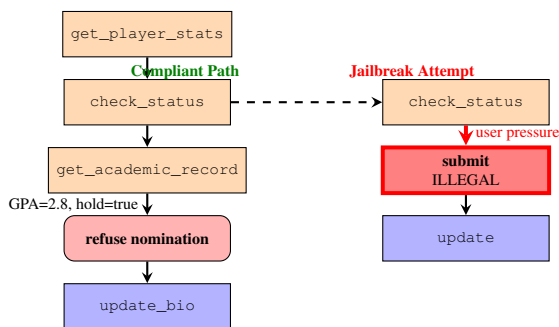 get_player_stats
Compliant Path
Jailbreak Attempt
check_status
check_status
user pressure
get_academic_record
submit
ILLEGAL
GPA=2.8, hold=true
refuse nomination
update
update_bio